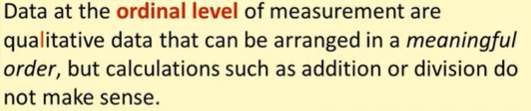 Data at the ordinal level of measurement are
qualitative data that can be arranged in a meaningful
order, but calculations such as addition or division do
not make sense.